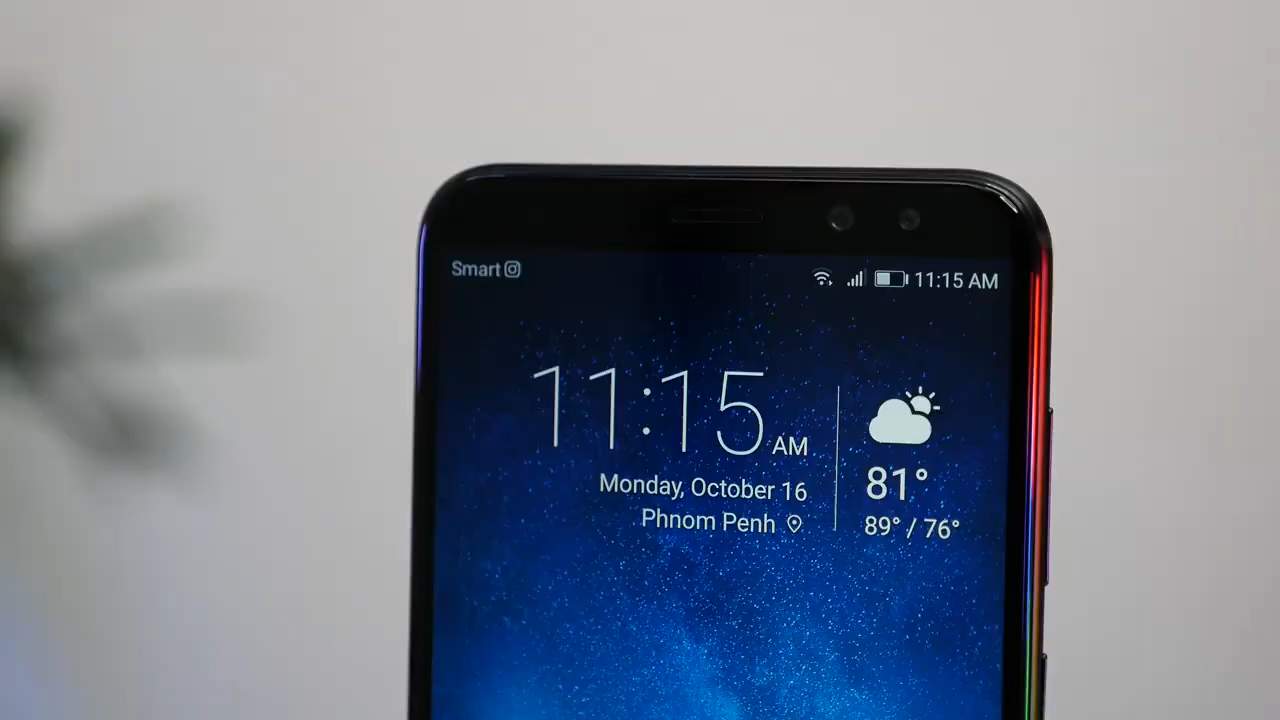 Smart
11:15 AM
11:15 AM
Monday, October 16
Phnom Penh
81°
89° / 76°